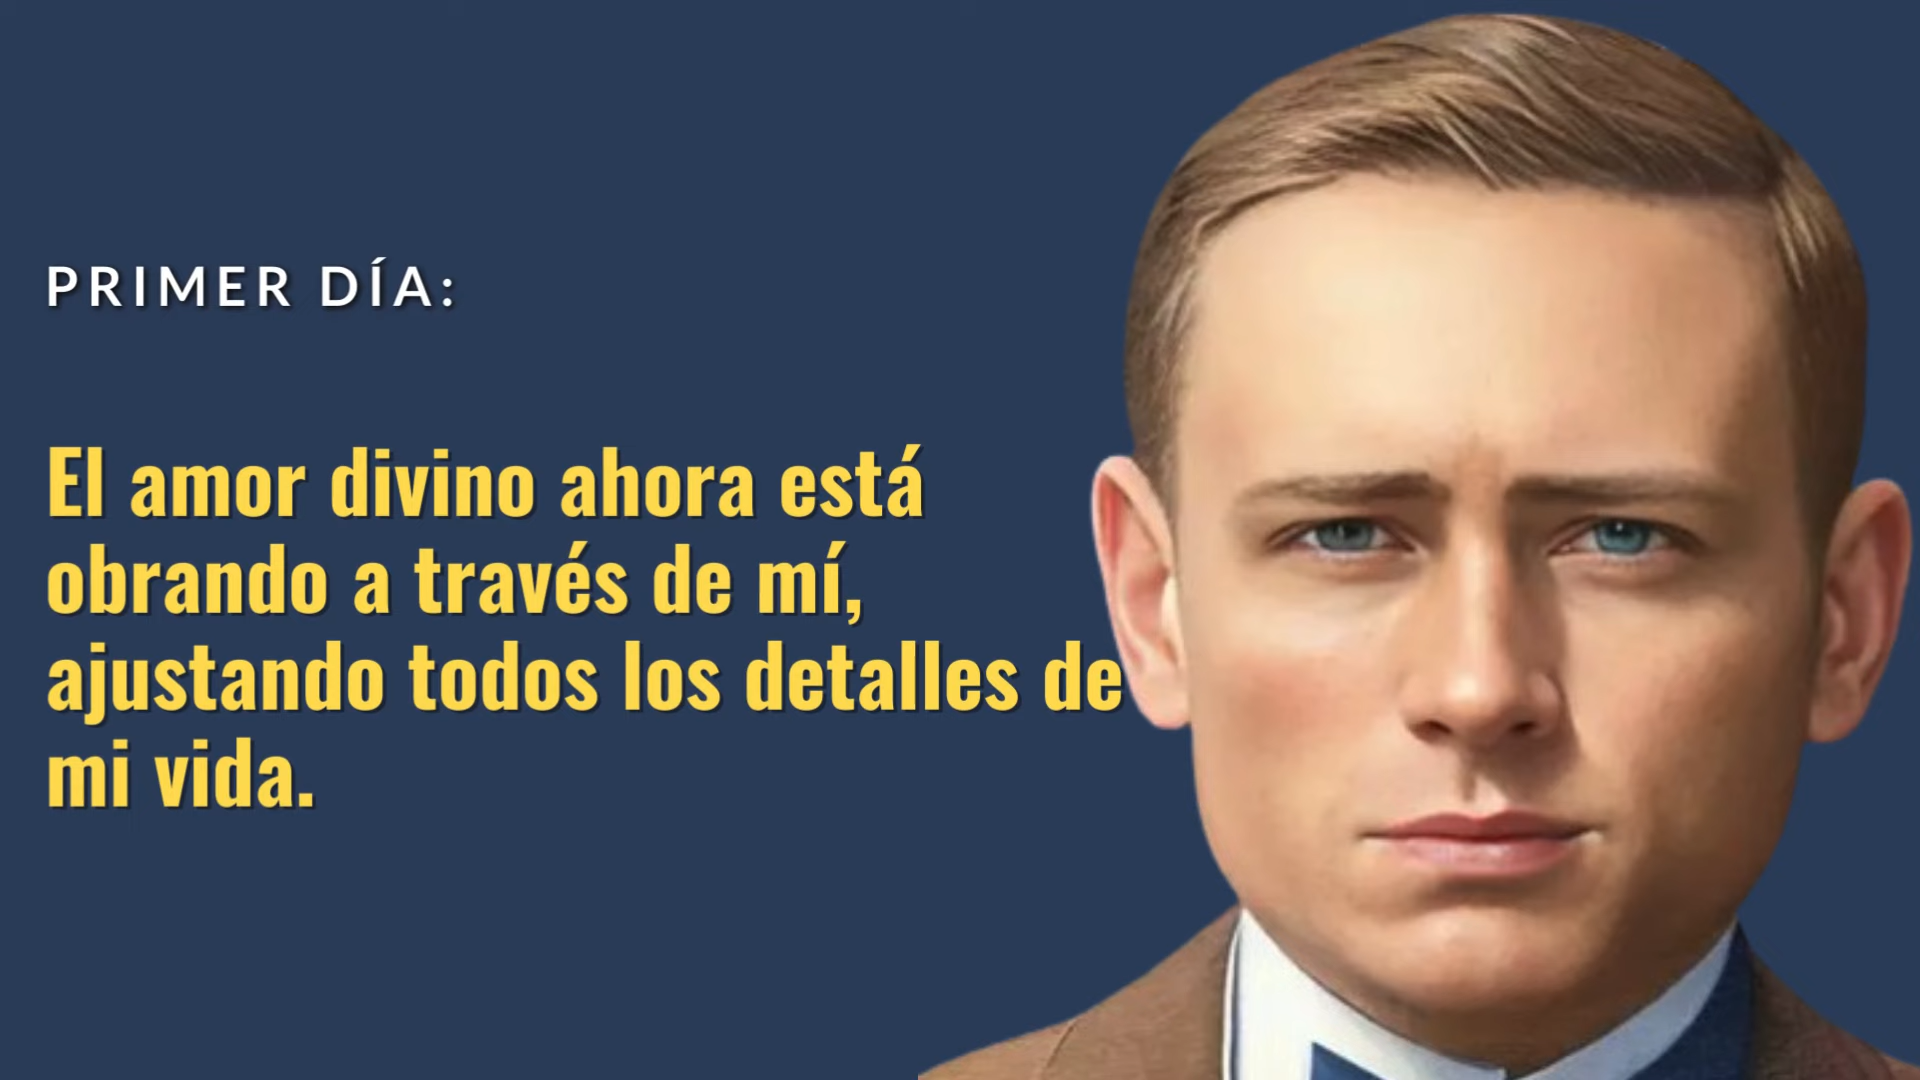 PRIMER DÍA:
El amor divino ahora está
obrando a través de mí,
ajustando todos los detalles de
mi vida.